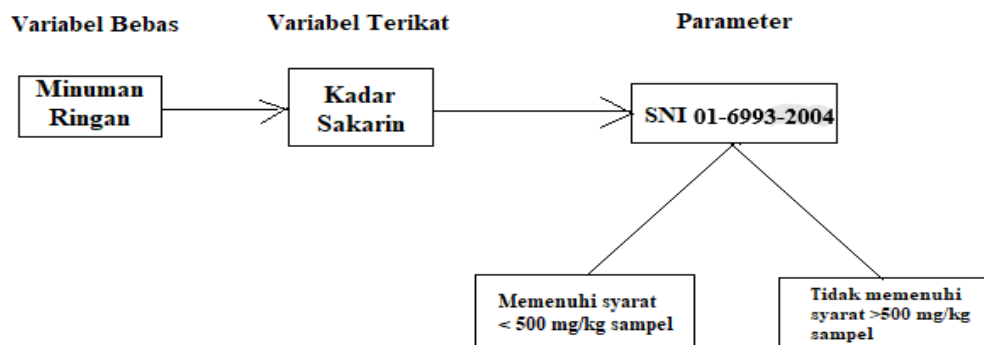 Variabel Bebas
Variabel Terikat
Parameter
Minuman
Ringan
Kadar
Sakarin
SNI 01-6993-2004
Memenuhi syarat
< 500 mg/kg sampel
Tidak memenuhi
syarat >500 mg/kg
sampel